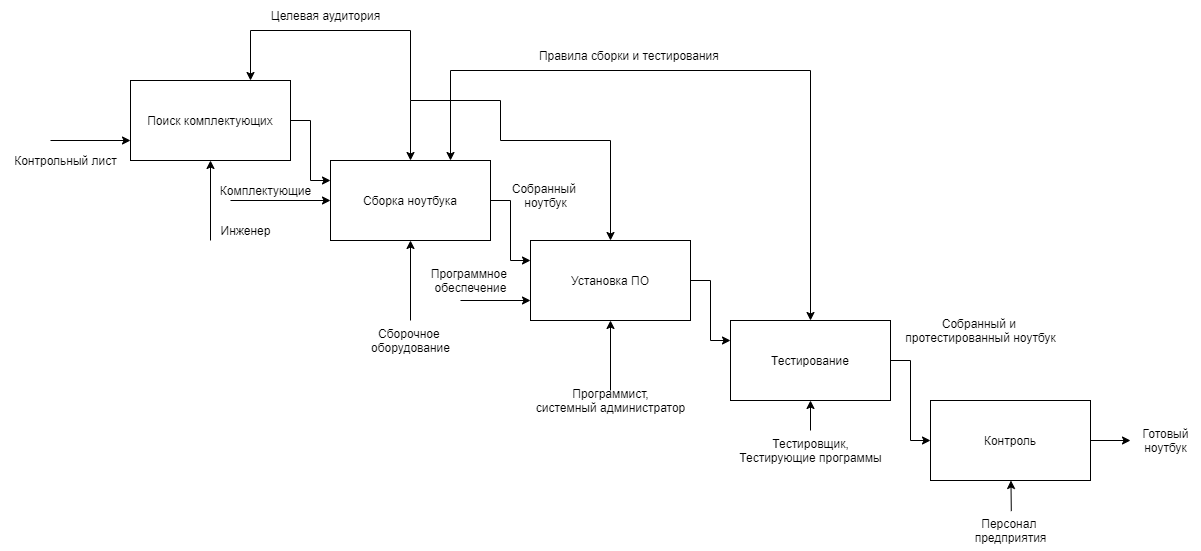 Целевая аудитория
Правила сборки и тестирования
Поиск комплектующих
Контрольный лист
Комплектующие
Инженер
Сборка ноутбука
Собранный
ноутбук
Программное
обеспечение
Установка ПО
Сборочное
оборудование
Собранный и
протестированный ноутбук
Тестирование
Программист,
системный администратор
Тестировщик,
Тестирующие программы
Контроль
Готовый
ноутбук
Персонал
предприятия